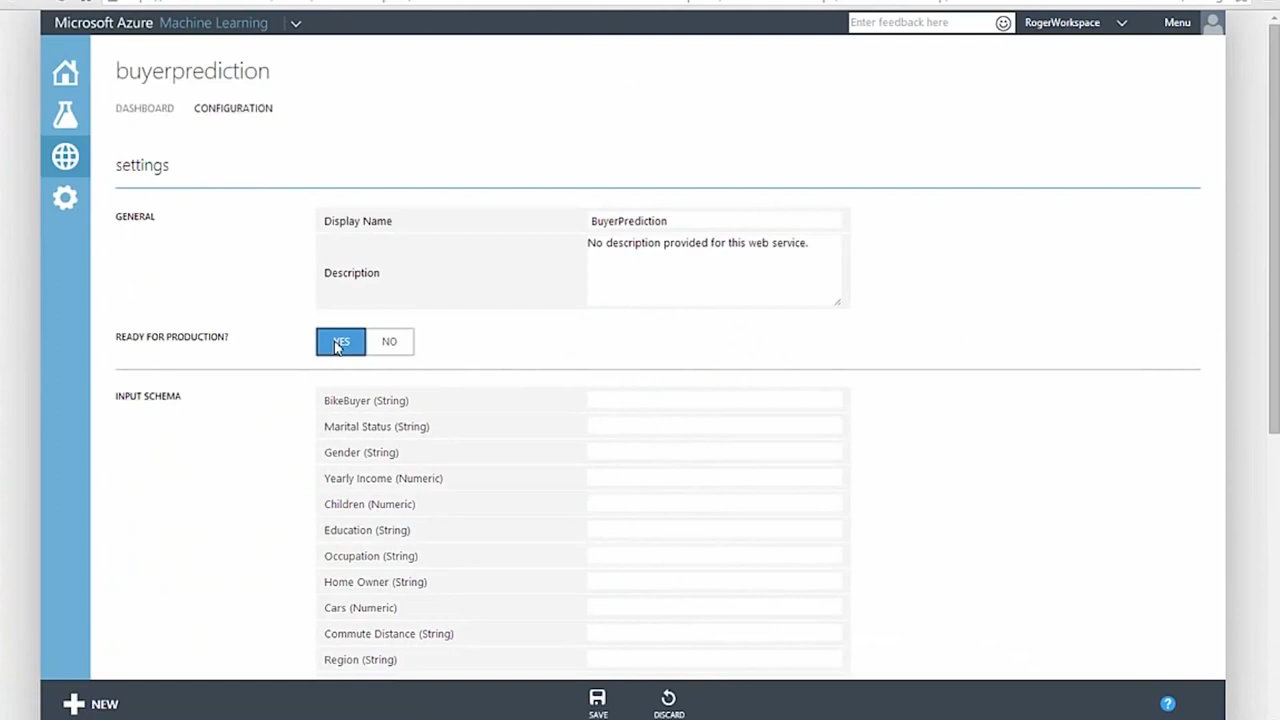 Microsoft Azure Machine Learning
Enter feedback here
RogerWorkspace
Menu
buyerprediction
DASHBOARD CONFIGURATION
settings
GENERAL
Display Name BuyerPrediction
Description No description provided for this web service.
READY FOR PRODUCTION? YES NO
INPUT SCHEMA
BikeBuyer (String)
Marital Status (String)
Gender (String)
Yearly Income (Numeric)
Children (Numeric)
Education (String)
Occupation (String)
Home Owner (String)
Cars (Numeric)
Commute Distance (String)
Region (String)
NEW SAVE DISCARD ?